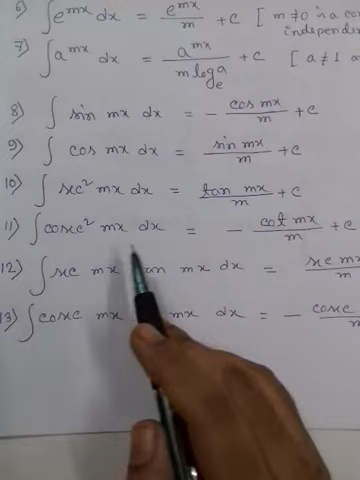 6) ∫ e^{mx} dx = e^{mx}/m + c [ m ≠ 0 is a
7) ∫ a^{mx} dx = a^{mx}/(m log_e a) + c [ a ≠ 1
8) ∫ sin mx dx = - cos mx/m + c
9) ∫ cos mx dx = sin mx/m + c
10) ∫ sec² mx dx = tan mx/m + c
11) ∫ cosec² mx dx = - cot mx/m + c
12) ∫ sec mx tan mx dx = sec mx/m
13) ∫ cosec mx mx dx = - cosec/m